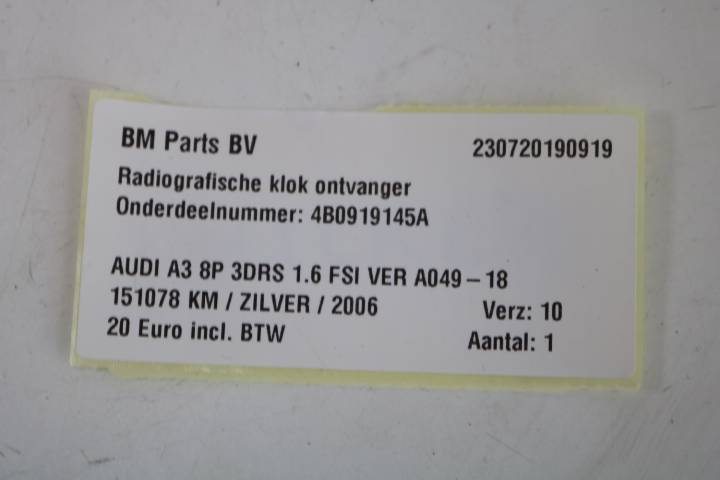 BM Parts BV 230720190919
Radiografische klok ontvanger
Onderdeelnummer: 4B0919145A
AUDI A3 8P 3DRS 1.6 FSI VER A049-18
151078 KM / ZILVER / 2006 Verz: 10
20 Euro incl. BTW Aantal: 1